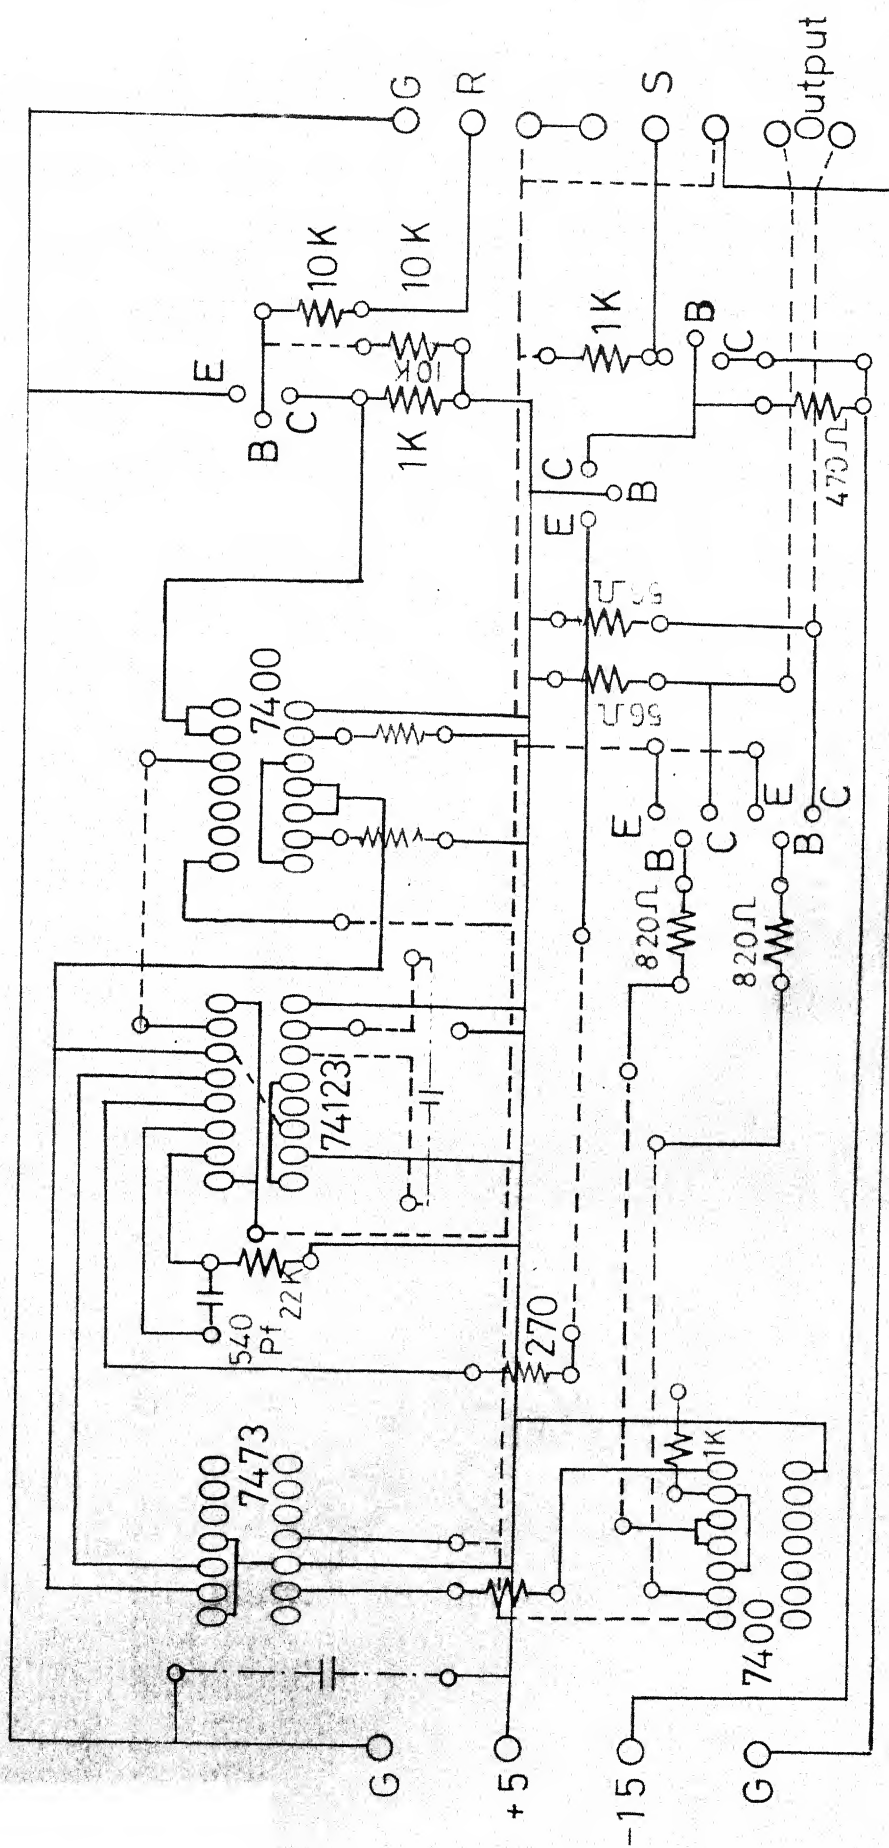 G
R
S
Output
10K
10K
E
B
C
10K
1K
1K
B
C
470Ω
C
B
E
56Ω
56Ω
7400
E
B
C
E
B
C
820Ω
820Ω
74123
22K
540
Pf
270
7473
1K
7400
G
+5
-15
G